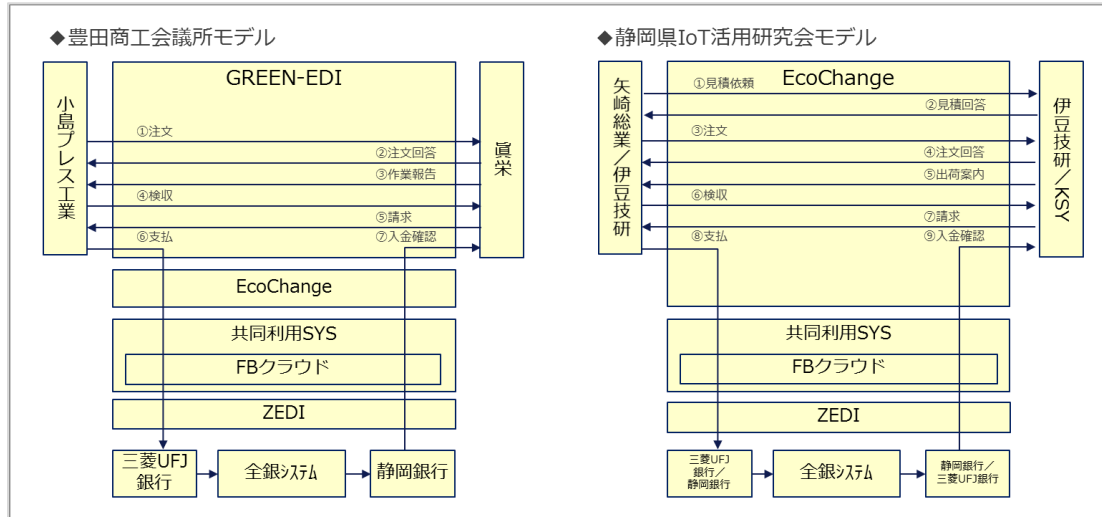 ◆豊田商工会議所モデル
小島プレス工業
GREEN-EDI
眞栄
①注文
②注文回答
③作業報告
④検収
⑤請求
⑥支払
⑦入金確認
EcoChange
共同利用SYS
FBクラウド
ZEDI
三菱UFJ
銀行
全銀ｼｽﾃﾑ
静岡銀行
◆静岡県IoT活用研究会モデル
矢崎総業／伊豆技研
EcoChange
伊豆技研／KSY
①見積依頼
②見積回答
③注文
④注文回答
⑤出荷案内
⑥検収
⑦請求
⑧支払
⑨入金確認
共同利用SYS
FBクラウド
ZEDI
三菱UFJ
銀行／
静岡銀行
全銀ｼｽﾃﾑ
静岡銀行／
三菱UFJ銀行